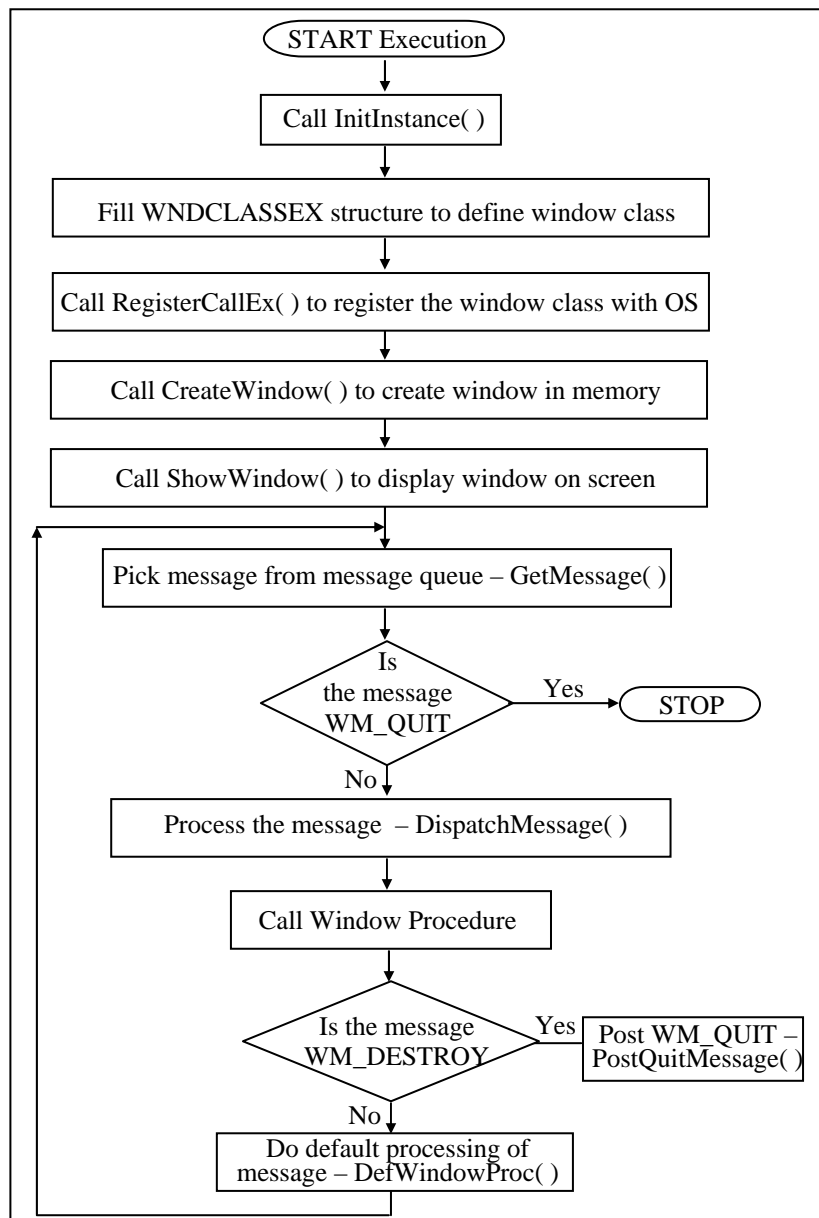 START Execution
Call InitInstance( )
Fill WNDCLASSEX structure to define window class
Call RegisterCallEx( ) to register the window class with OS
Call CreateWindow( ) to create window in memory
Call ShowWindow( ) to display window on screen
Pick message from message queue – GetMessage( )
Is
the message
WM_QUIT
Yes
STOP
No
Process the message – DispatchMessage( )
Call Window Procedure
Is the message
WM_DESTROY
Yes
Post WM_QUIT –
PostQuitMessage( )
No
Do default processing of
message – DefWindowProc( )